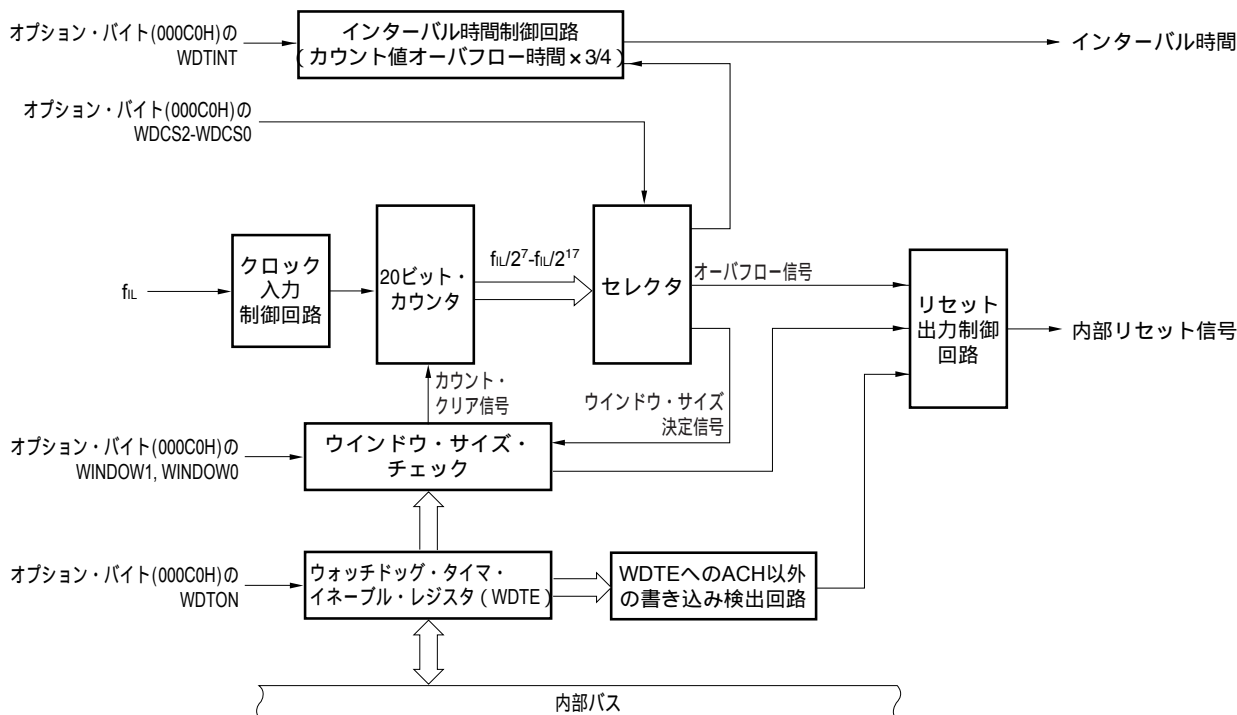 オプション・バイト(000C0H)の
WDTINT
インターバル時間制御回路
(カウント値オーバフロー時間×3/4)
インターバル時間
オプション・バイト(000C0H)の
WDCS2-WDCS0
fIL
クロック
入力
制御回路
20ビット・
カウンタ
fIL/2⁷-fIL/2¹⁷
セレクタ
オーバフロー信号
リセット
出力制御
回路
内部リセット信号
カウント・
クリア信号
ウインドウ・サイズ
決定信号
オプション・バイト(000C0H)の
WINDOW1, WINDOW0
ウインドウ・サイズ・
チェック
オプション・バイト(000C0H)の
WDTON
ウォッチドッグ・タイマ・
イネーブル・レジスタ(WDTE)
WDTEへのACH以外
の書き込み検出回路
内部バス